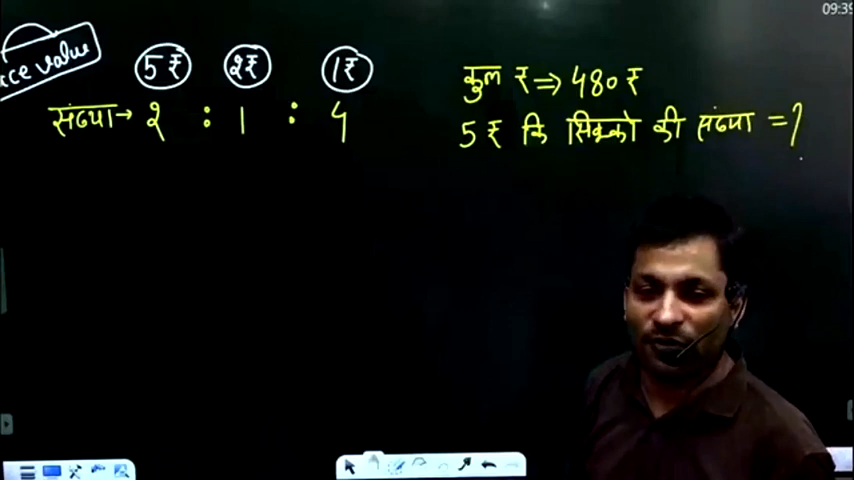 09:39
ace value
5₹ 2₹ 1₹
संख्या→ 2 : 1 : 4
कुल ₹ ⇒ 480₹
5₹ कि सिक्को की संख्या = ?